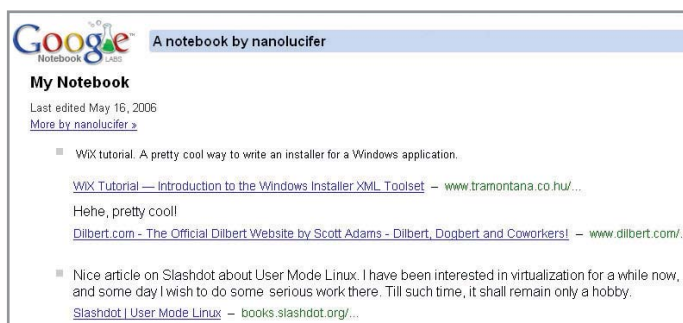 Google
Notebook LABS
A notebook by nanolucifer
My Notebook
Last edited May 16, 2006
More by nanolucifer »
WiX tutorial. A pretty cool way to write an installer for a Windows application.
WiX Tutorial — Introduction to the Windows Installer XML Toolset – www.tramontana.co.hu/...
Hehe, pretty cool!
Dilbert.com - The Official Dilbert Website by Scott Adams - Dilbert, Dogbert and Coworkers! – www.dilbert.com/.
Nice article on Slashdot about User Mode Linux. I have been interested in virtualization for a while now,
and some day I wish to do some serious work there. Till such time, it shall remain only a hobby.
Slashdot | User Mode Linux – books.slashdot.org/...